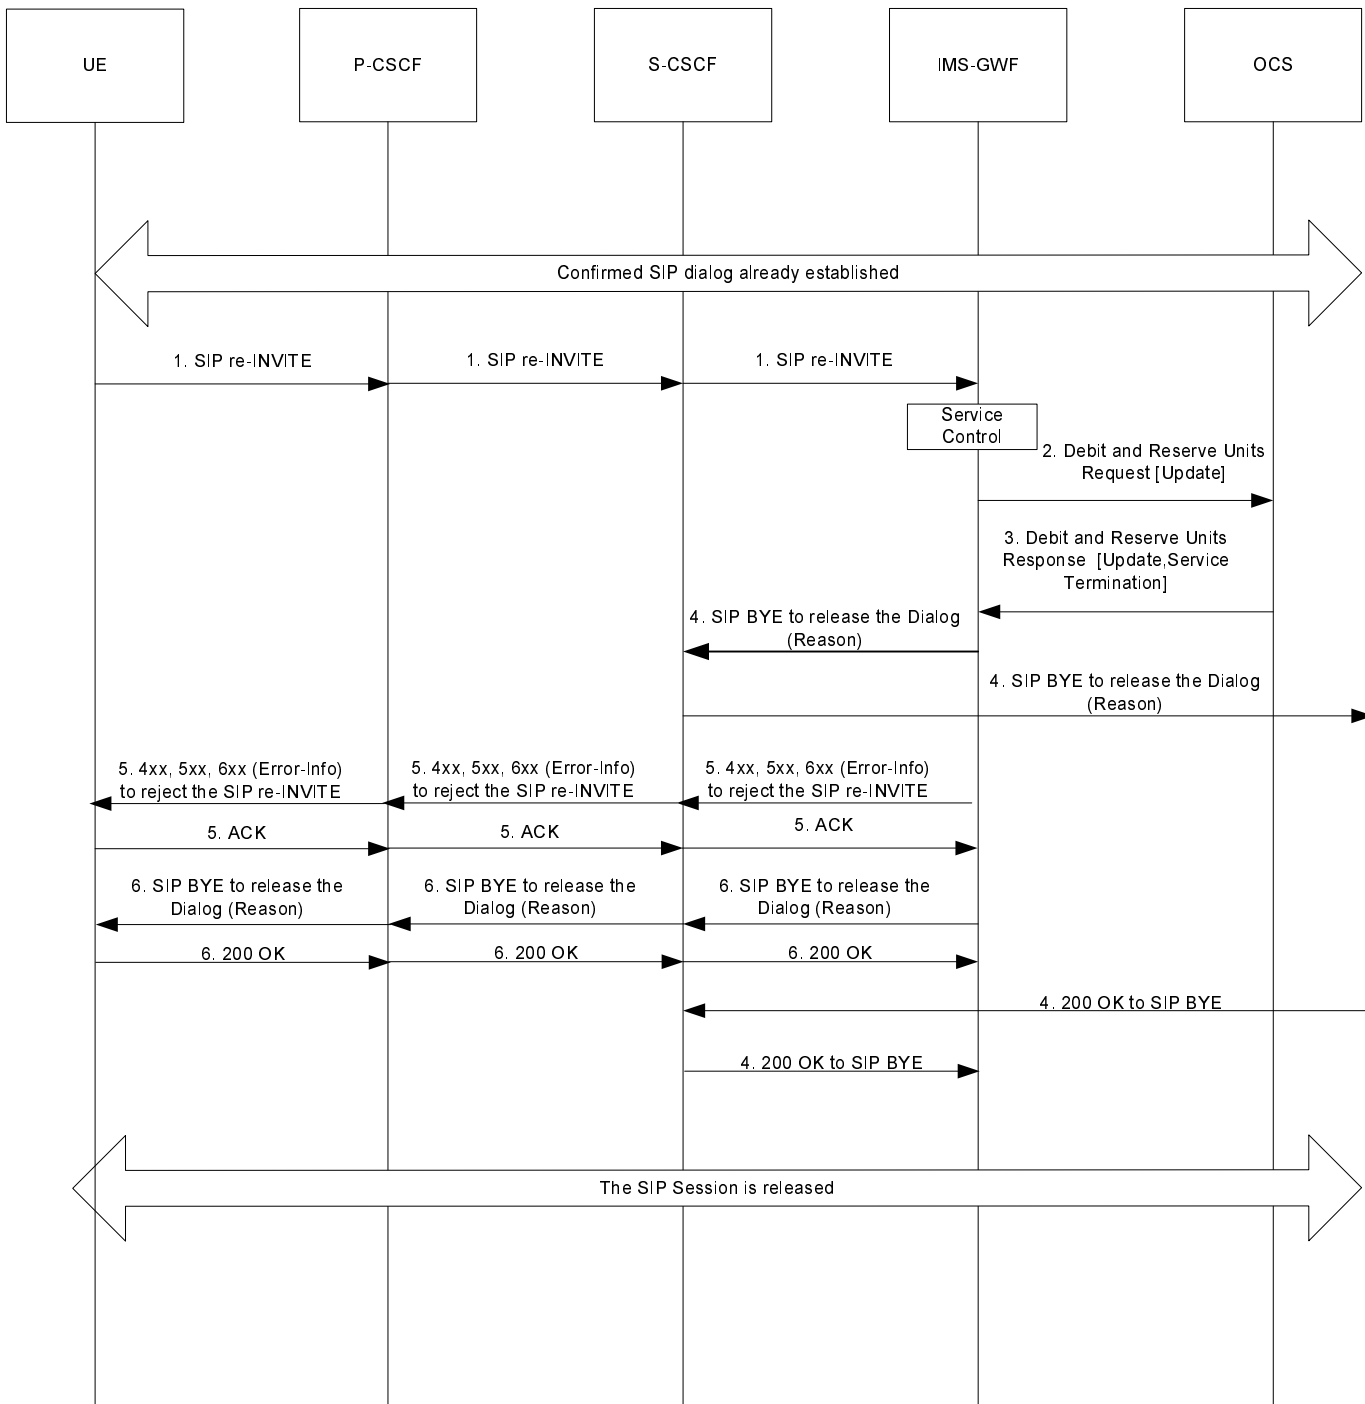 UE
P-CSCF
S-CSCF
IMS-GWF
OCS
Confirmed SIP dialog already established
1. SIP re-INVITE
1. SIP re-INVITE
1. SIP re-INVITE
Service
Control
2. Debit and Reserve Units
Request [Update]
3. Debit and Reserve Units
Response [Update,Service
Termination]
4. SIP BYE to release the Dialog
(Reason)
4. SIP BYE to release the Dialog
(Reason)
5. 4xx, 5xx, 6xx (Error-Info)
to reject the SIP re-INVITE
5. 4xx, 5xx, 6xx (Error-Info)
to reject the SIP re-INVITE
5. 4xx, 5xx, 6xx (Error-Info)
to reject the SIP re-INVITE
5. ACK
5. ACK
5. ACK
6. SIP BYE to release the
Dialog (Reason)
6. SIP BYE to release the
Dialog (Reason)
6. SIP BYE to release the
Dialog (Reason)
6. 200 OK
6. 200 OK
6. 200 OK
4. 200 OK to SIP BYE
4. 200 OK to SIP BYE
The SIP Session is released